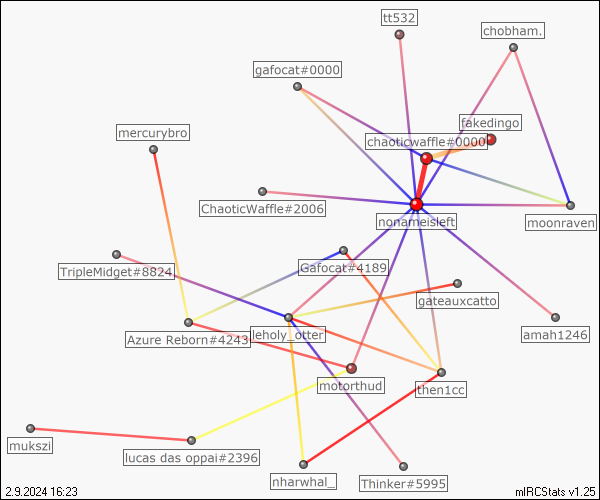 tt532
chobham.
gafocat#0000
fakedingo
mercurybro
chaoticwaffle#0000
ChaoticWaffle#2006
nonameisleft
moonraven
TripleMidget#8824
Gafocat#4189
gateauxcatto
Azure Reborn#4243
leholy_otter
amah1246
motorthud
then1cc
mukszi
lucas das oppai#2396
nharwhal_
Thinker#5995
2.9.2024 16:23
mIRCStats v1.25